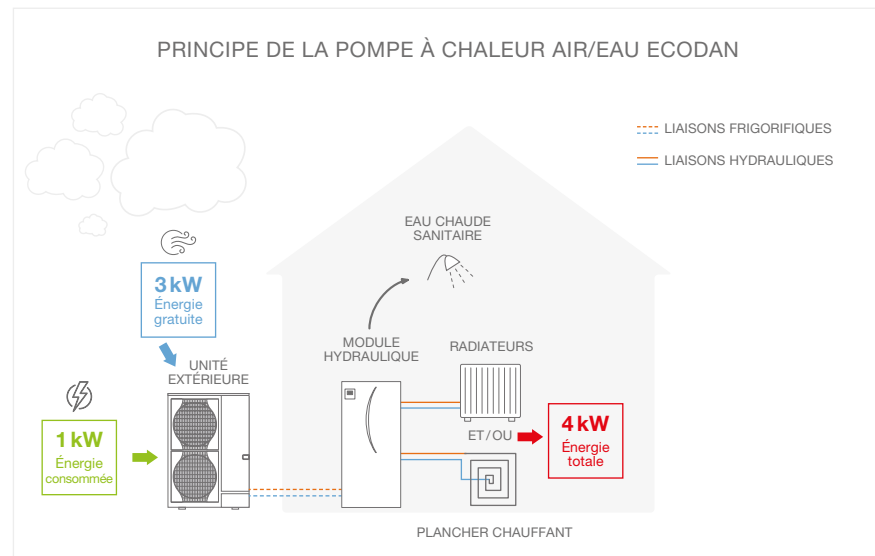 PRINCIPE DE LA POMPE À CHALEUR AIR/EAU ECODAN
LIAISONS FRIGORIFIQUES
LIAISONS HYDRAULIQUES
EAU CHAUDE
SANITAIRE
3 kW
Énergie
gratuite
UNITÉ
EXTÉRIEURE
MODULE
HYDRAULIQUE
RADIATEURS
1 kW
Énergie
consommée
ET/OU
4 kW
Énergie
totale
PLANCHER CHAUFFANT